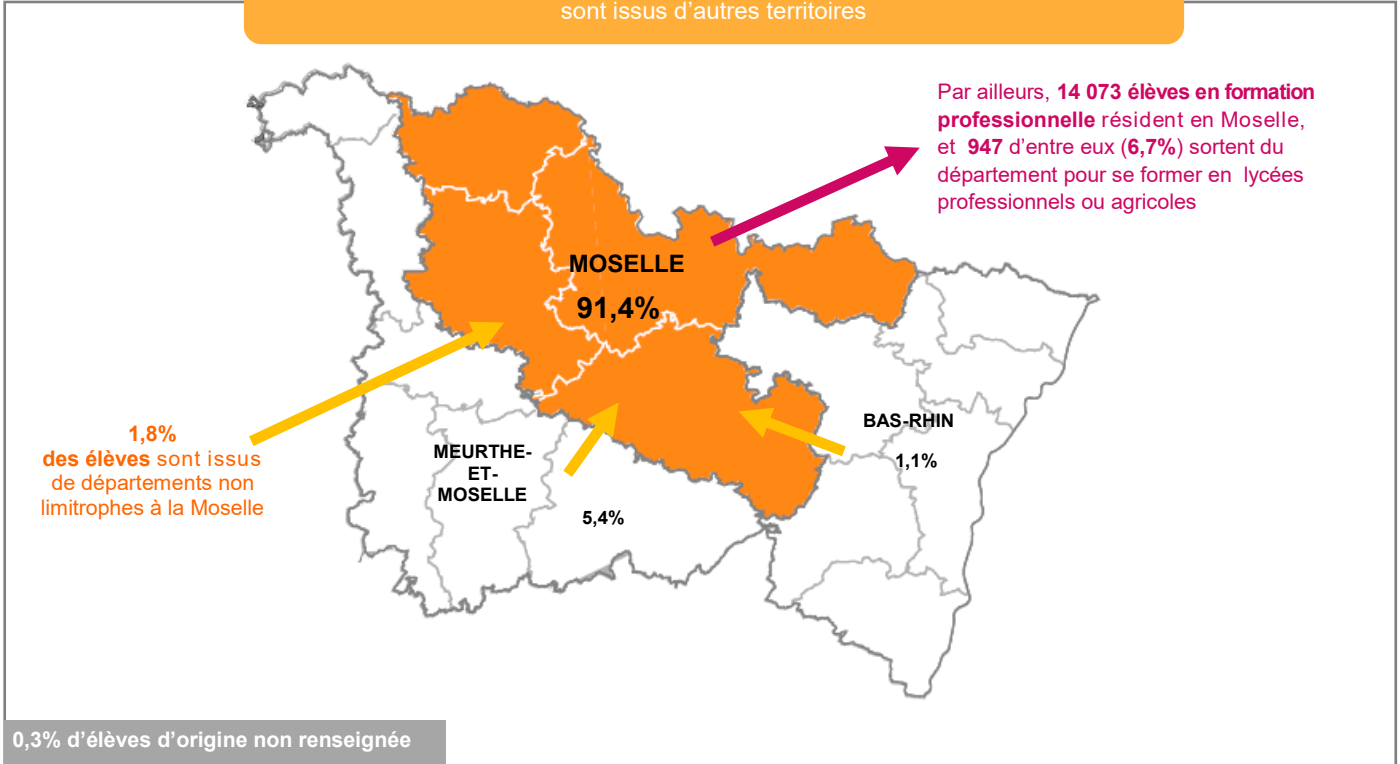 sont issus d’autres territoires
Par ailleurs, 14 073 élèves en formation
professionnelle résident en Moselle,
et 947 d’entre eux (6,7%) sortent du
département pour se former en lycées
professionnels ou agricoles
MOSELLE
91,4%
1,8%
des élèves sont issus
de départements non
limitrophes à la Moselle
MEURTHE-
ET-
MOSELLE
5,4%
BAS-RHIN
1,1%
0,3% d’élèves d’origine non renseignée